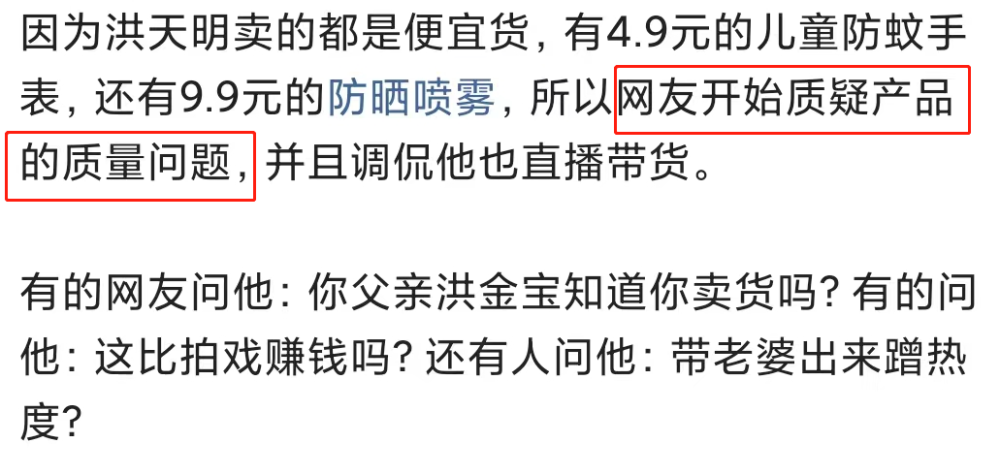 因为洪天明卖的都是便宜货，有4.9元的儿童防蚊手
表，还有9.9元的防晒喷雾，所以网友开始质疑产品
的质量问题，并且调侃他也直播带货。
有的网友问他：你父亲洪金宝知道你卖货吗？有的问
他：这比拍戏赚钱吗？还有人问他：带老婆出来蹭热
度？